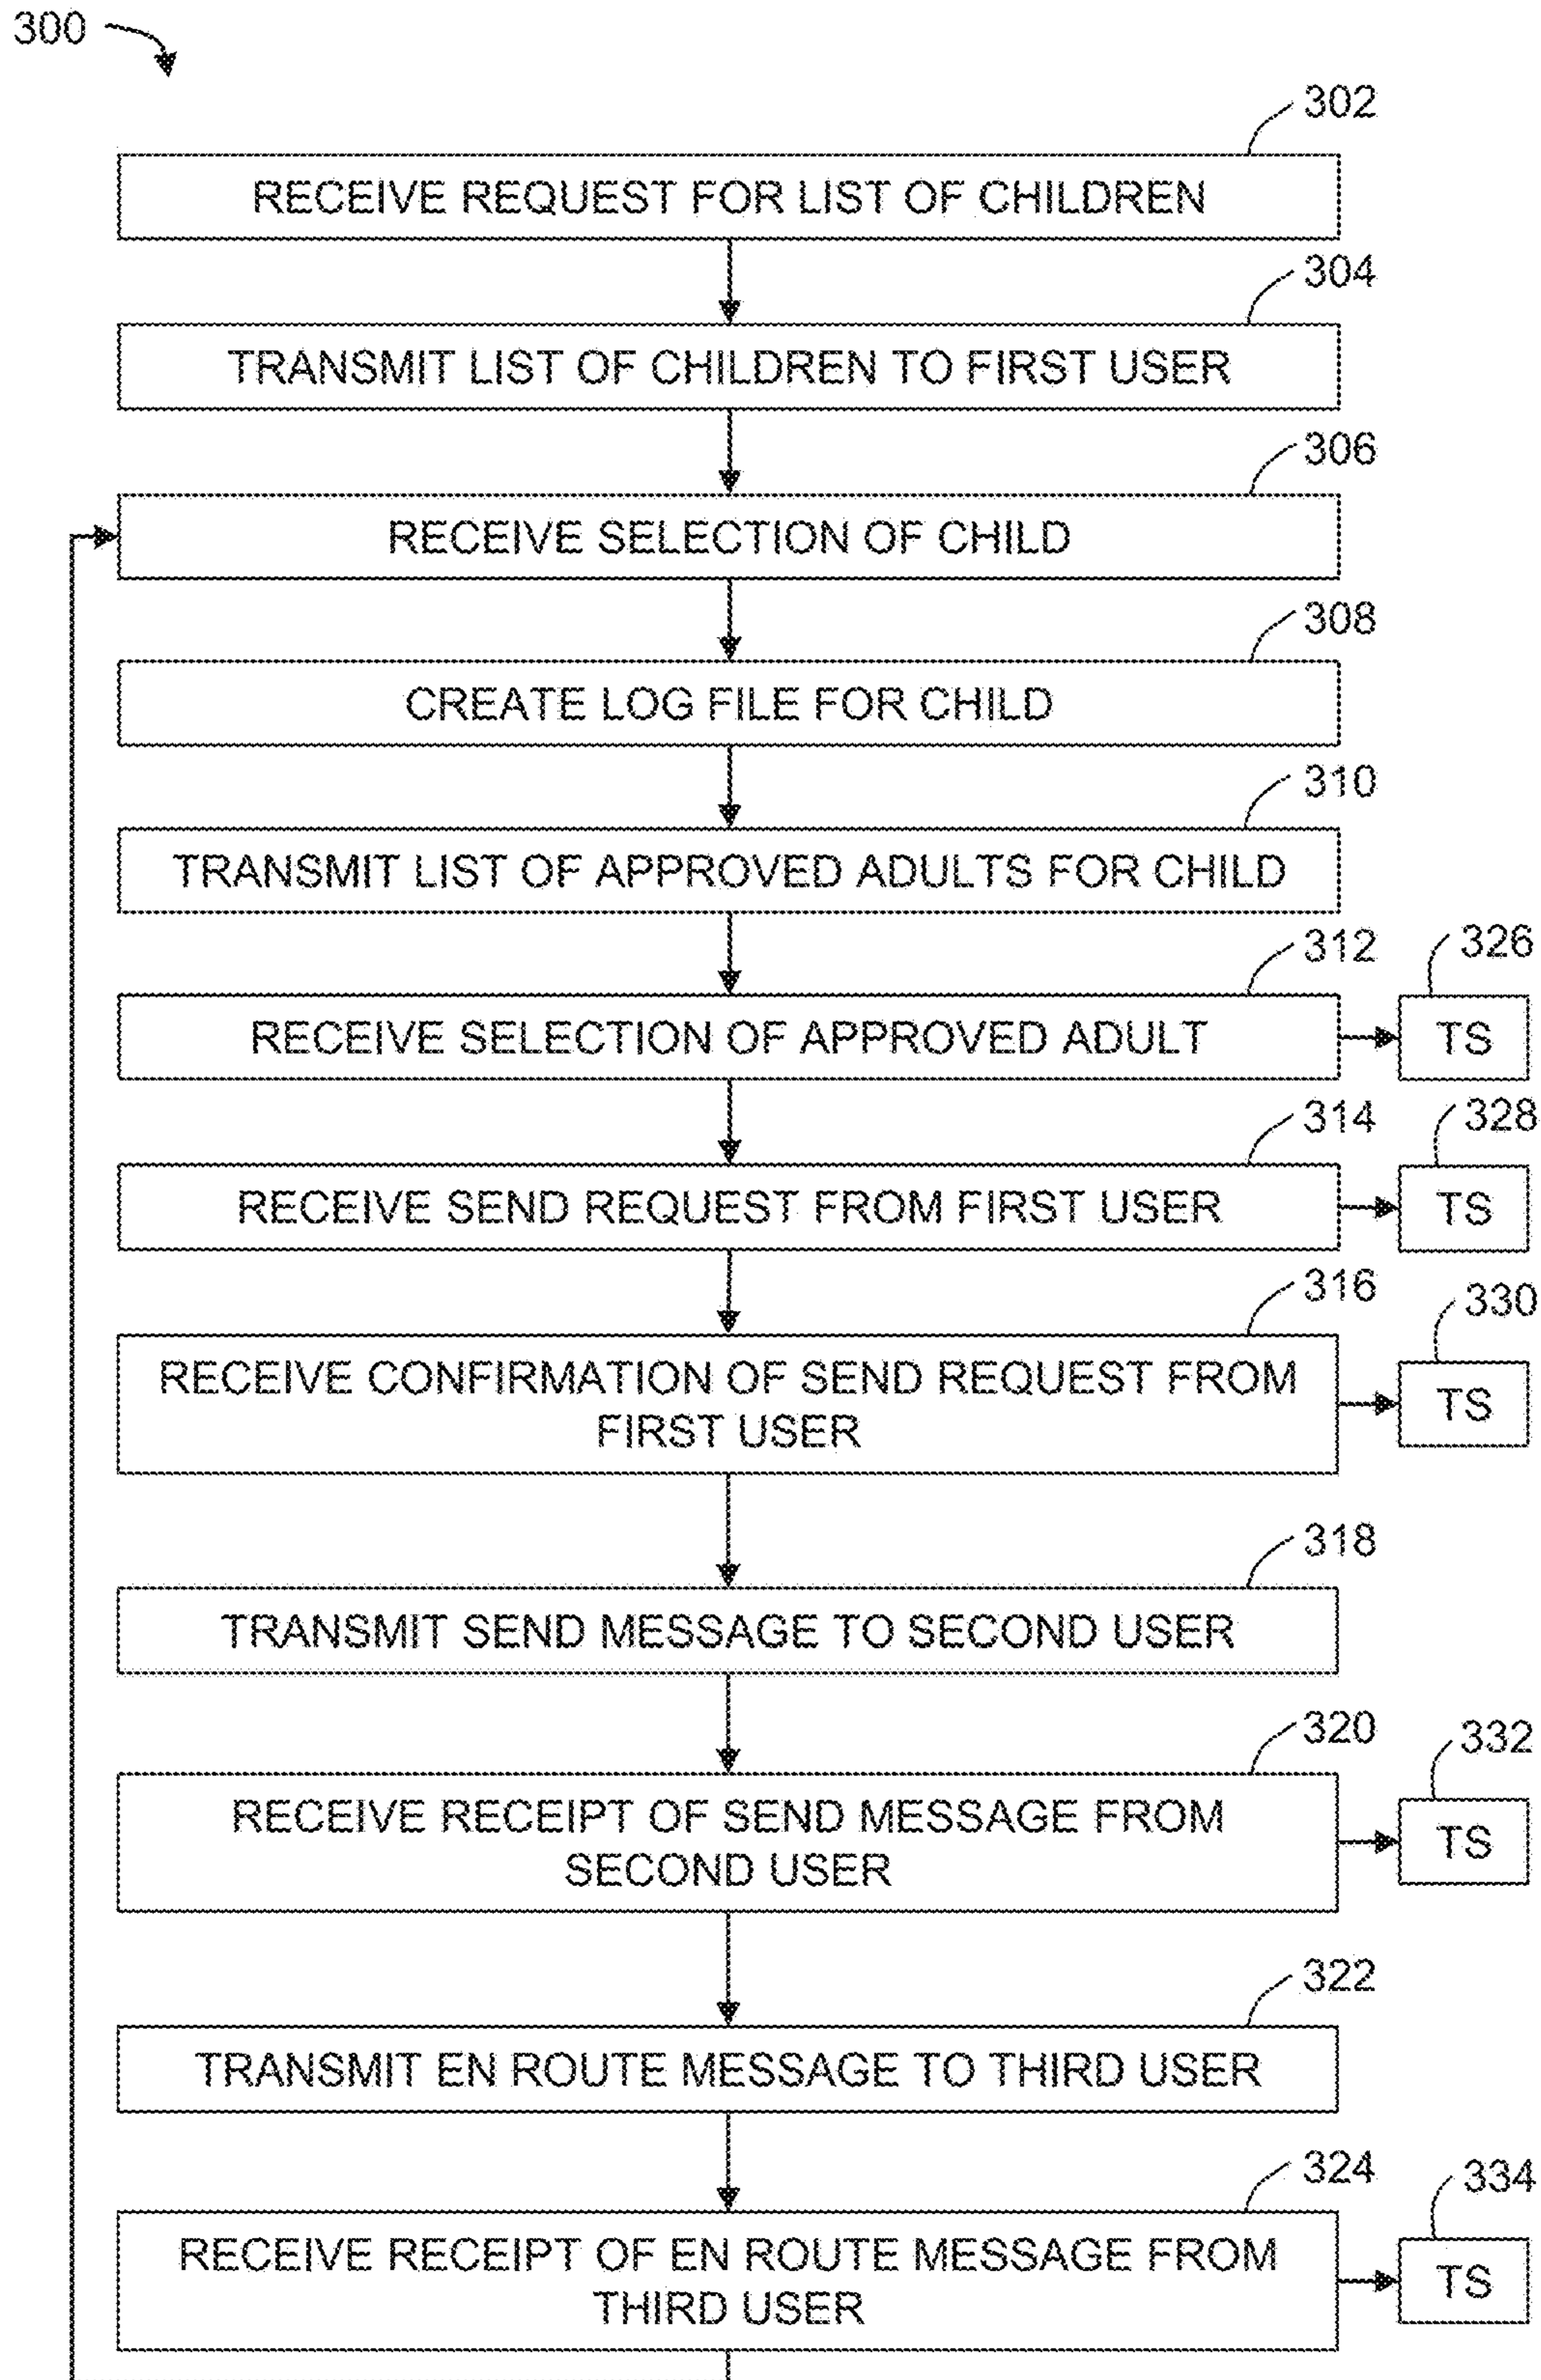 300
302
RECEIVE REQUEST FOR LIST OF CHILDREN
304
TRANSMIT LIST OF CHILDREN TO FIRST USER
306
RECEIVE SELECTION OF CHILD
308
CREATE LOG FILE FOR CHILD
310
TRANSMIT LIST OF APPROVED ADULTS FOR CHILD
312
326
RECEIVE SELECTION OF APPROVED ADULT
TS
314
328
RECEIVE SEND REQUEST FROM FIRST USER
TS
316
330
RECEIVE CONFIRMATION OF SEND REQUEST FROM
FIRST USER
TS
318
TRANSMIT SEND MESSAGE TO SECOND USER
320
332
RECEIVE RECEIPT OF SEND MESSAGE FROM
SECOND USER
TS
322
TRANSMIT EN ROUTE MESSAGE TO THIRD USER
324
334
RECEIVE RECEIPT OF EN ROUTE MESSAGE FROM
THIRD USER
TS